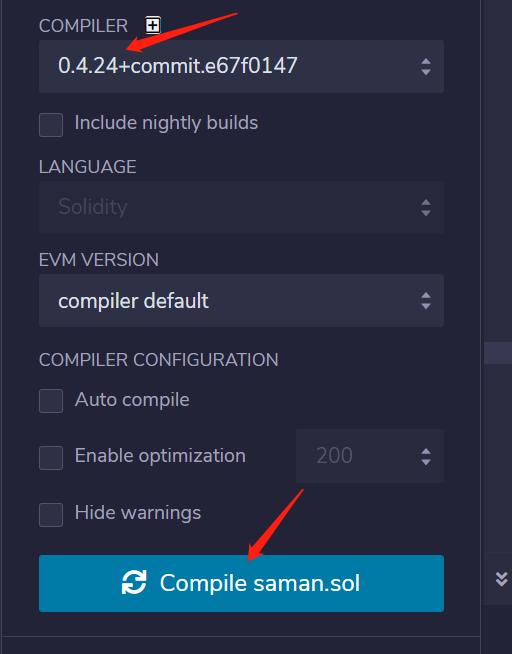 COMPILER
0.4.24+commit.e67f0147
Include nightly builds
LANGUAGE
Solidity
EVM VERSION
compiler default
COMPILER CONFIGURATION
Auto compile
Enable optimization 200
Hide warnings
Compile saman.sol